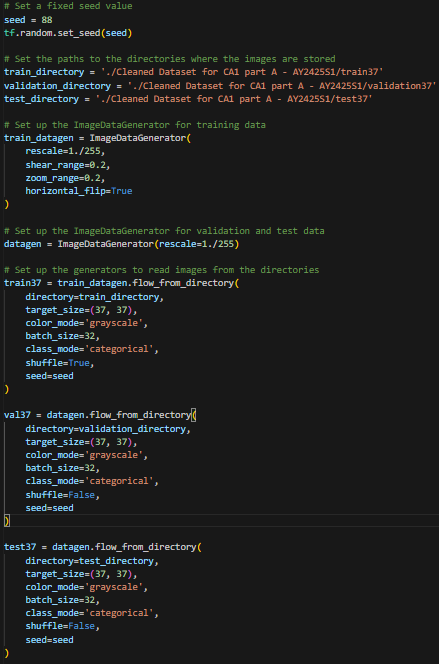 # Set a fixed seed value
seed = 88
tf.random.set_seed(seed)

# Set the paths to the directories where the images are stored
train_directory = './Cleaned Dataset for CA1 part A - AY2425S1/train37'
validation_directory = './Cleaned Dataset for CA1 part A - AY2425S1/validation37'
test_directory = './Cleaned Dataset for CA1 part A - AY2425S1/test37'

# Set up the ImageDataGenerator for training data
train_datagen = ImageDataGenerator(
    rescale=1./255,
    shear_range=0.2,
    zoom_range=0.2,
    horizontal_flip=True
)

# Set up the ImageDataGenerator for validation and test data
datagen = ImageDataGenerator(rescale=1./255)

# Set up the generators to read images from the directories
train37 = train_datagen.flow_from_directory(
    directory=train_directory,
    target_size=(37, 37),
    color_mode='grayscale',
    batch_size=32,
    class_mode='categorical',
    shuffle=True,
    seed=seed
)

val37 = datagen.flow_from_directory(
    directory=validation_directory,
    target_size=(37, 37),
    color_mode='grayscale',
    batch_size=32,
    class_mode='categorical',
    shuffle=False,
    seed=seed
)

test37 = datagen.flow_from_directory(
    directory=test_directory,
    target_size=(37, 37),
    color_mode='grayscale',
    batch_size=32,
    class_mode='categorical',
    shuffle=False,
    seed=seed
)